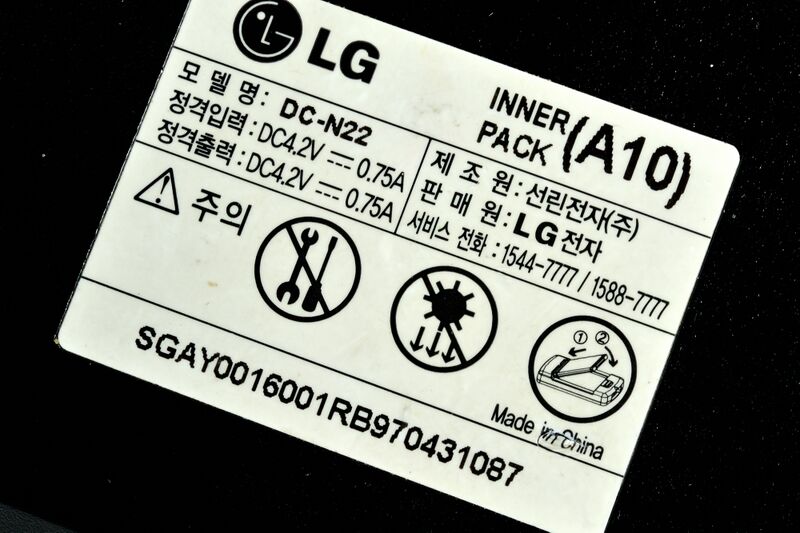 LG
INNER
PACK (A10)
모 델 명 : DC-N22
정격입력 : DC4.2V ⎓ 0.75A
정격출력 : DC4.2V ⎓ 0.75A
제 조 원 : 선린전자(주)
판 매 원 : LG전자
서비스 전화 : 1544-7777 / 1588-7777
주의
① ②
Made in China
SGAY0016001RB970431087